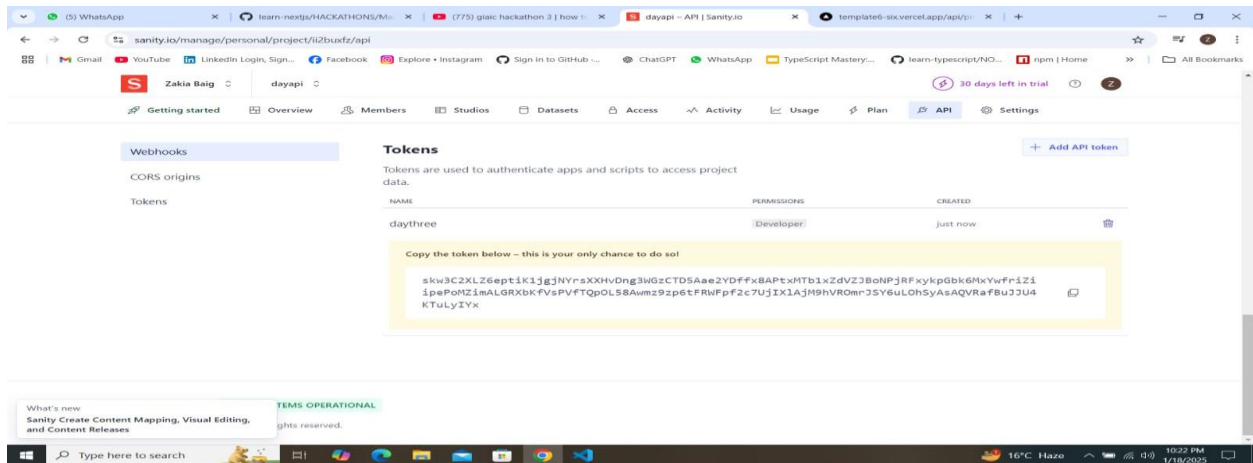 (5) WhatsApp
learn-nextjs/HACKATHONS/
(775) giaic hackathon 3 | how
dayapi – API | Sanity.io
template6-six.vercel.app/api/
sanity.io/manage/personal/project/ii2buxfz/api
Gmail YouTube LinkedIn Login, Sign... Facebook Explore • Instagram Sign in to GitHub ·... ChatGPT WhatsApp TypeScript Mastery:... learn-typescript/NO... npm | Home » All Bookmarks
S Zakia Baig dayapi 30 days left in trial Z
Getting started Overview Members Studios Datasets Access Activity Usage Plan API Settings
Webhooks
CORS origins
Tokens
Tokens
+ Add API token
Tokens are used to authenticate apps and scripts to access project
data.
NAME PERMISSIONS CREATED
daythree Developer just now
Copy the token below – this is your only chance to do so!
What's new
Sanity Create Content Mapping, Visual Editing,
and Content Releases
TEMS OPERATIONAL
ghts reserved.
Type here to search
16°C Haze
10:22 PM
1/18/2025